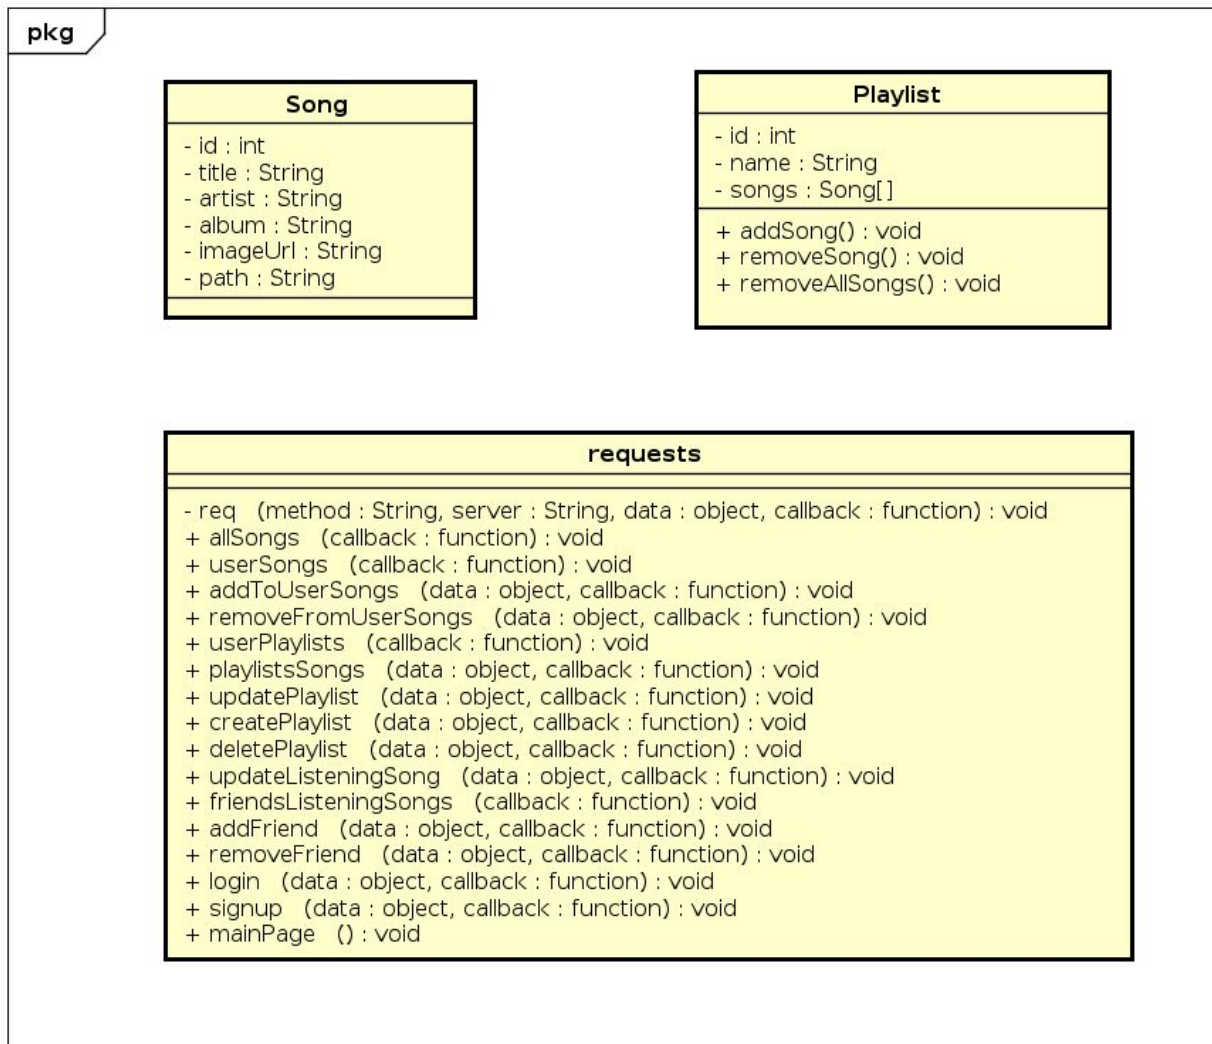 pkg
Song
- id : int
- title : String
- artist : String
- album : String
- imageUrl : String
- path : String
Playlist
- id : int
- name : String
- songs : Song[]
+ addSong() : void
+ removeSong() : void
+ removeAllSongs() : void
requests
- req (method : String, server : String, data : object, callback : function) : void
+ allSongs (callback : function) : void
+ userSongs (callback : function) : void
+ addToUserSongs (data : object, callback : function) : void
+ removeFromUserSongs (data : object, callback : function) : void
+ userPlaylists (callback : function) : void
+ playlistsSongs (data : object, callback : function) : void
+ updatePlaylist (data : object, callback : function) : void
+ createPlaylist (data : object, callback : function) : void
+ deletePlaylist (data : object, callback : function) : void
+ updateListeningSong (data : object, callback : function) : void
+ friendsListeningSongs (callback : function) : void
+ addFriend (data : object, callback : function) : void
+ removeFriend (data : object, callback : function) : void
+ login (data : object, callback : function) : void
+ signup (data : object, callback : function) : void
+ mainPage () : void